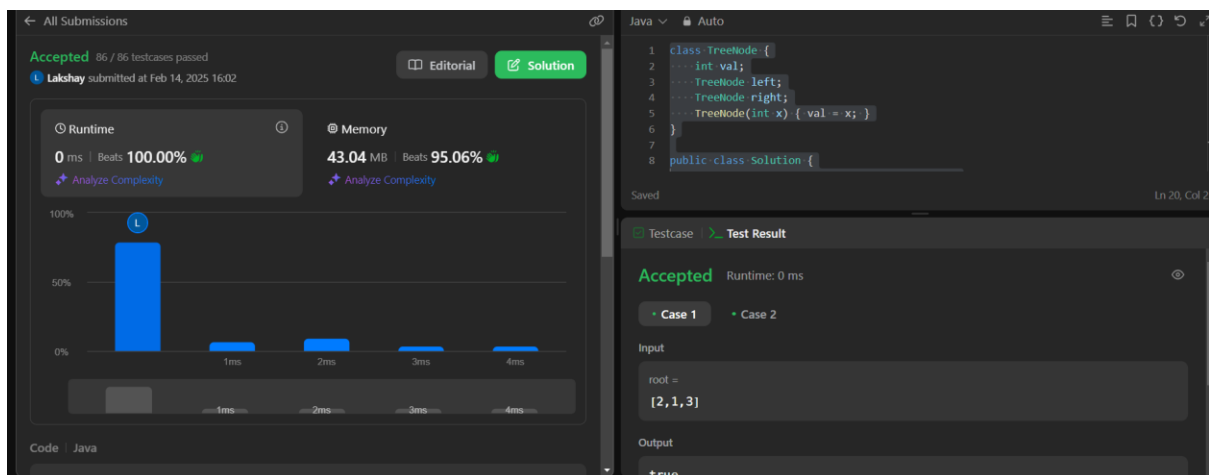 ← All Submissions
Accepted 86 / 86 testcases passed
L Lakshay submitted at Feb 14, 2025 16:02
Editorial
Solution
Runtime
0 ms | Beats 100.00%
Analyze Complexity
Memory
43.04 MB | Beats 95.06%
Analyze Complexity
100%
L
50%
0%
1ms 2ms 3ms 4ms
1ms 2ms 3ms 4ms
Code | Java
Java Auto
1 class TreeNode {
2 int val;
3 TreeNode left;
4 TreeNode right;
5 TreeNode(int x) { val = x; }
6 }
7
8 public class Solution {
Saved
Ln 20, Col 2
Testcase | >_ Test Result
Accepted Runtime: 0 ms
• Case 1 • Case 2
Input
root =
[2,1,3]
Output
true